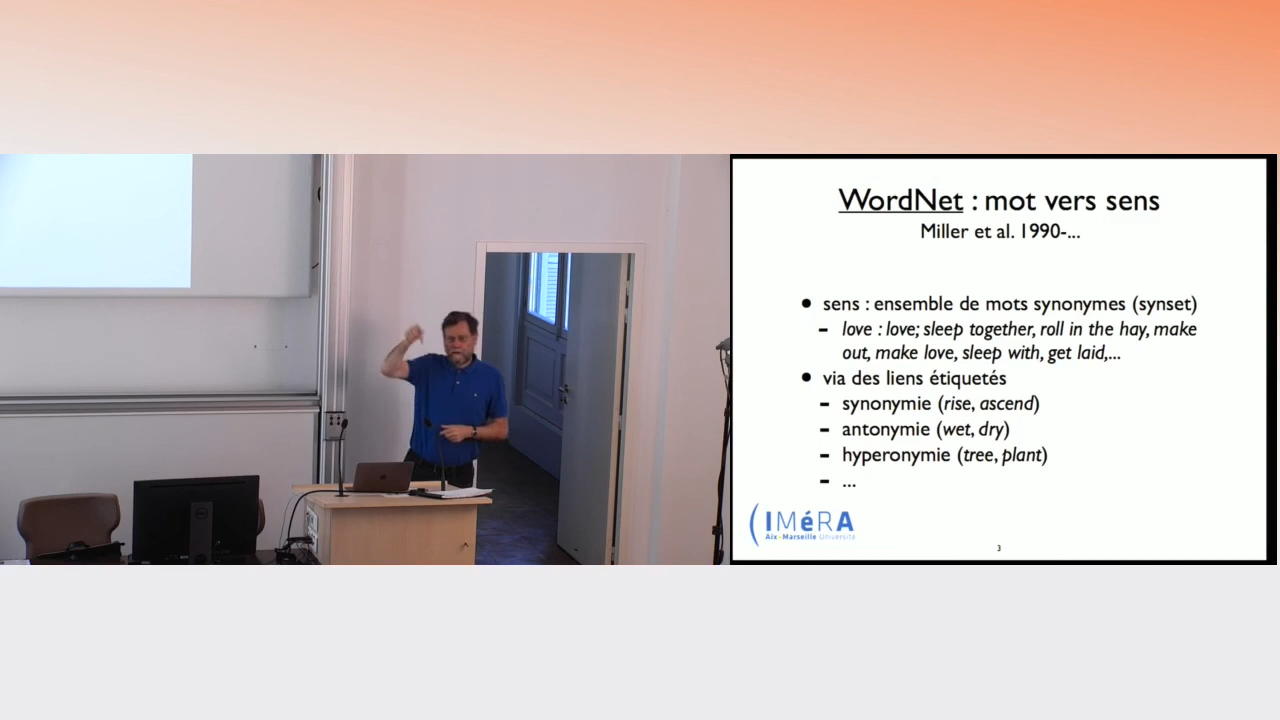 WordNet : mot vers sens
Miller et al. 1990-...
• sens : ensemble de mots synonymes (synset)
– love : love; sleep together, roll in the hay, make
out, make love, sleep with, get laid,...
• via des liens étiquetés
– synonymie (rise, ascend)
– antonymie (wet, dry)
– hyperonymie (tree, plant)
– ...
IMéRA
Aix•Marseille Université
3